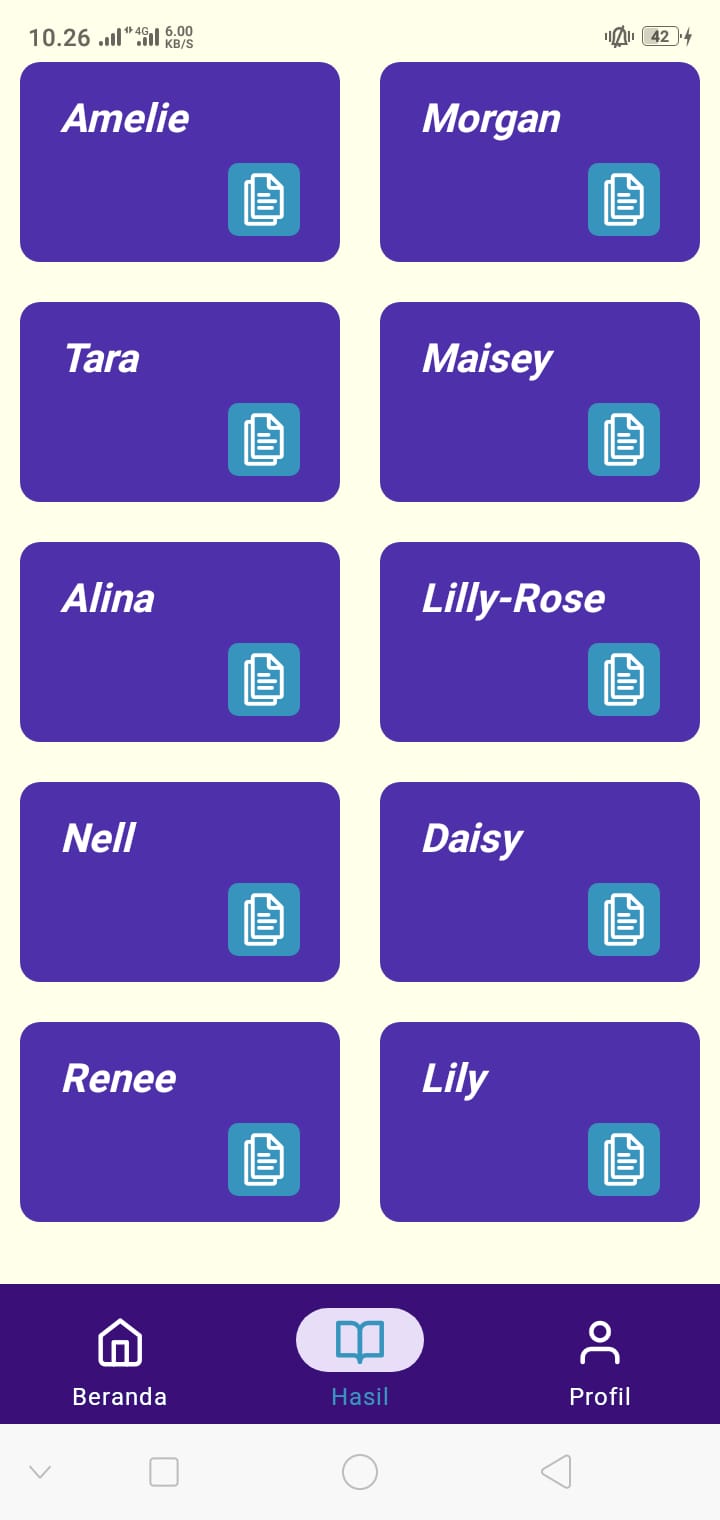 10.26 4G 6.00 KB/S 42
Amelie Morgan
Tara Maisey
Alina Lilly-Rose
Nell Daisy
Renee Lily
Beranda Hasil Profil